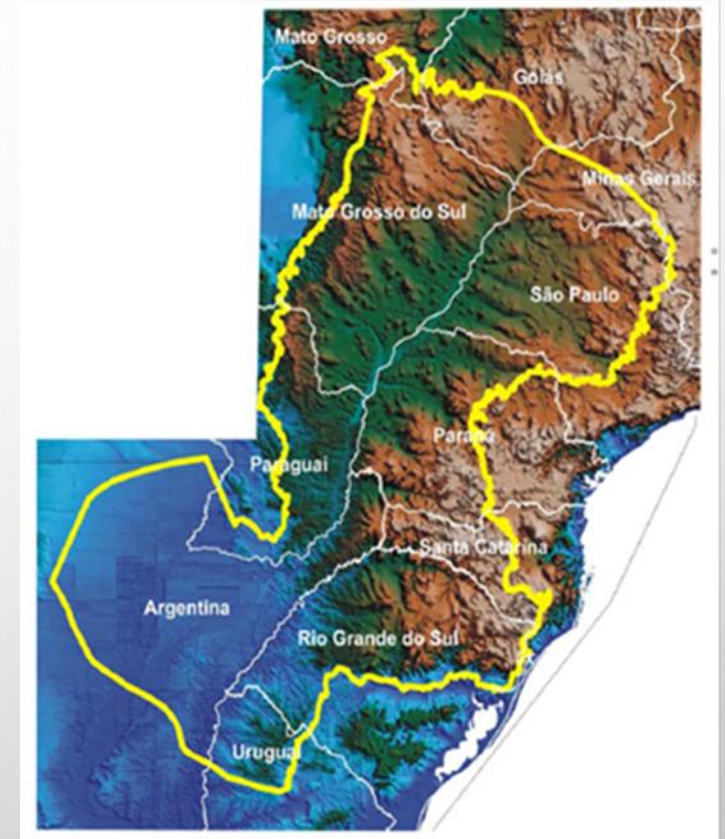 Mato Grosso
Goiás
Minas Gerais
Mato Grosso do Sul
São Paulo
Paraná
Paraguai
Santa Catarina
Argentina
Rio Grande do Sul
Uruguai